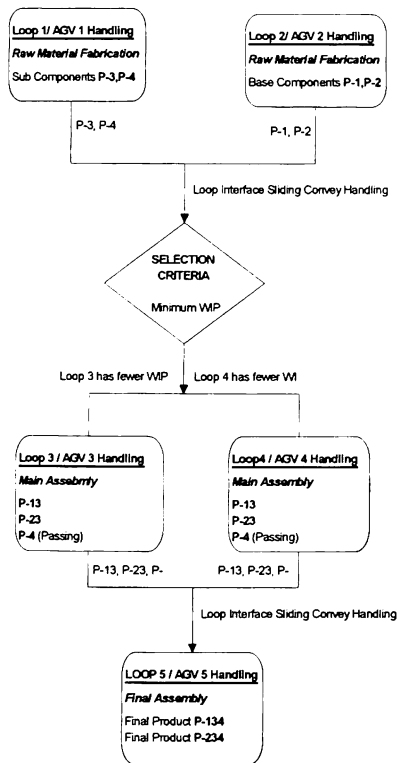 Loop 1/ AGV 1 Handling
Raw Material Fabrication
Sub Components P-3,P-4
Loop 2/ AGV 2 Handling
Raw Material Fabrication
Base Components P-1,P-2
P-3, P-4
P-1, P-2
Loop Interface Sliding Convey Handling
SELECTION
CRITERIA
Minimum WIP
Loop 3 has fewer WIP
Loop 4 has fewer WI
Loop 3 / AGV 3 Handling
Main Assebmly
P-13
P-23
P-4 (Passing)
Loop4 / AGV 4 Handling
Main Assembly
P-13
P-23
P-4 (Passing)
P-13, P-23, P-
P-13, P-23, P-
Loop Interface Sliding Convey Handling
LOOP 5 / AGV 5 Handling
Final Assembly
Final Product P-134
Final Product P-234